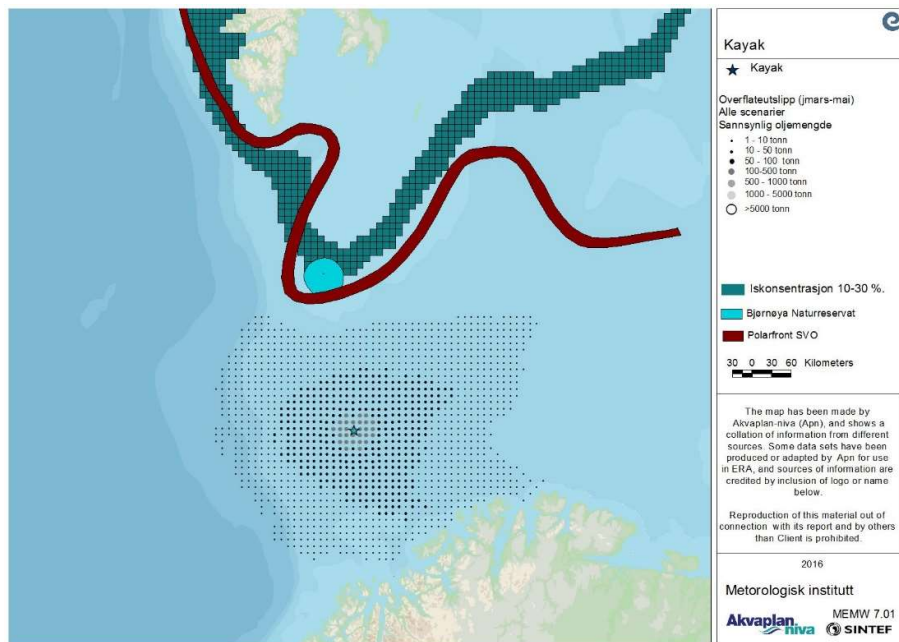 Kayak
Kayak
Overflateutslipp (jmars-mai)
Alle scenarier
Sannsynlig oljemengde
1 - 10 tonn
10 - 50 tonn
50 - 100 tonn
100-500 tonn
500 - 1000 tonn
1000 - 5000 tonn
>5000 tonn
Iskonsentrasjon 10-30 %.
Bjørnøya Naturreservat
Polarfront SVO
30 0 30 60 Kilometers
The map has been made by
Akvaplan-niva (Apn), and shows a
collation of information from different
sources. Some data sets have been
produced or adapted by Apn for use
in ERA, and sources of information are
credited by inclusion of logo or name
below.
Reproduction of this material out of
connection with its report and by others
than Client is prohibited.
2016
Metorologisk institutt
MEMW 7.01
Akvaplan
niva
SINTEF